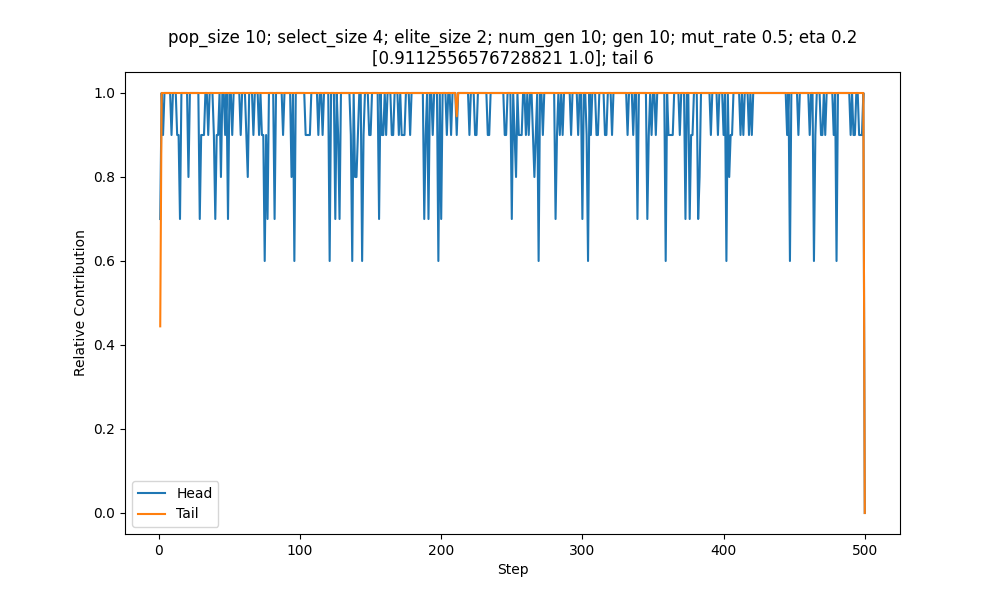 pop_size 10; select_size 4; elite_size 2; num_gen 10; gen 10; mut_rate 0.5; eta 0.2
[0.9112556576728821 1.0]; tail 6
1.0
0.8
0.6
0.4
0.2
0.0
Relative Contribution
Head
Tail
0
100
200
300
400
500
Step